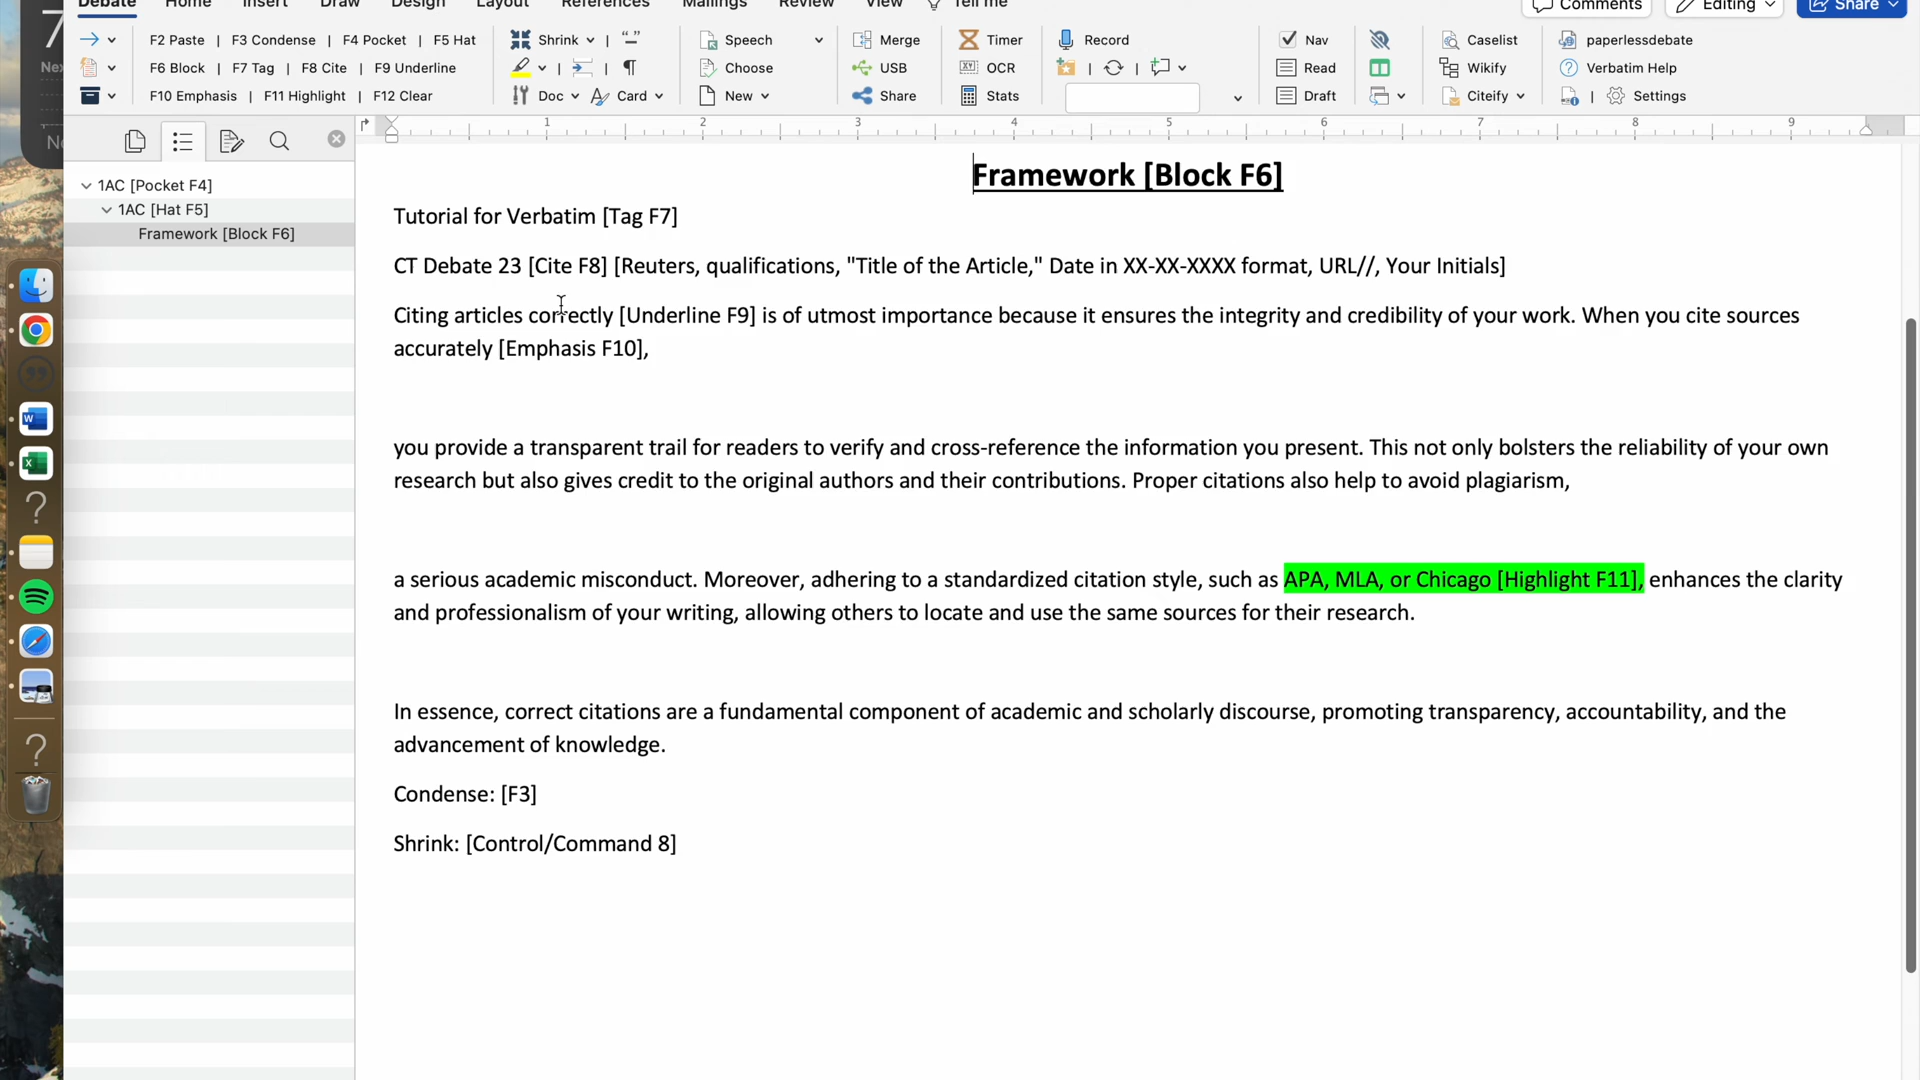 Debate Home Insert Draw Design Layout References Mailings Review View Tell me Comments Editing Share
F2 Paste | F3 Condense | F4 Pocket | F5 Hat Shrink | Speech Merge Timer Record Nav Caselist paperlessdebate
F6 Block | F7 Tag | F8 Cite | F9 Underline | | ¶ Choose USB OCR | | Read Wikify Verbatim Help
F10 Emphasis | F11 Highlight | F12 Clear Doc | Card New Share Stats Draft Citeify | Settings
1 2 3 4 5 6 7 8 9
7
Nex
No
1AC [Pocket F4]
1AC [Hat F5]
Framework [Block F6]
Framework [Block F6]
Tutorial for Verbatim [Tag F7]
CT Debate 23 [Cite F8] [Reuters, qualifications, "Title of the Article," Date in XX-XX-XXXX format, URL//, Your Initials]
Citing articles correctly [Underline F9] is of utmost importance because it ensures the integrity and credibility of your work. When you cite sources
accurately [Emphasis F10],
you provide a transparent trail for readers to verify and cross-reference the information you present. This not only bolsters the reliability of your own
research but also gives credit to the original authors and their contributions. Proper citations also help to avoid plagiarism,
a serious academic misconduct. Moreover, adhering to a standardized citation style, such as APA, MLA, or Chicago [Highlight F11], enhances the clarity
and professionalism of your writing, allowing others to locate and use the same sources for their research.
In essence, correct citations are a fundamental component of academic and scholarly discourse, promoting transparency, accountability, and the
advancement of knowledge.
Condense: [F3]
Shrink: [Control/Command 8]